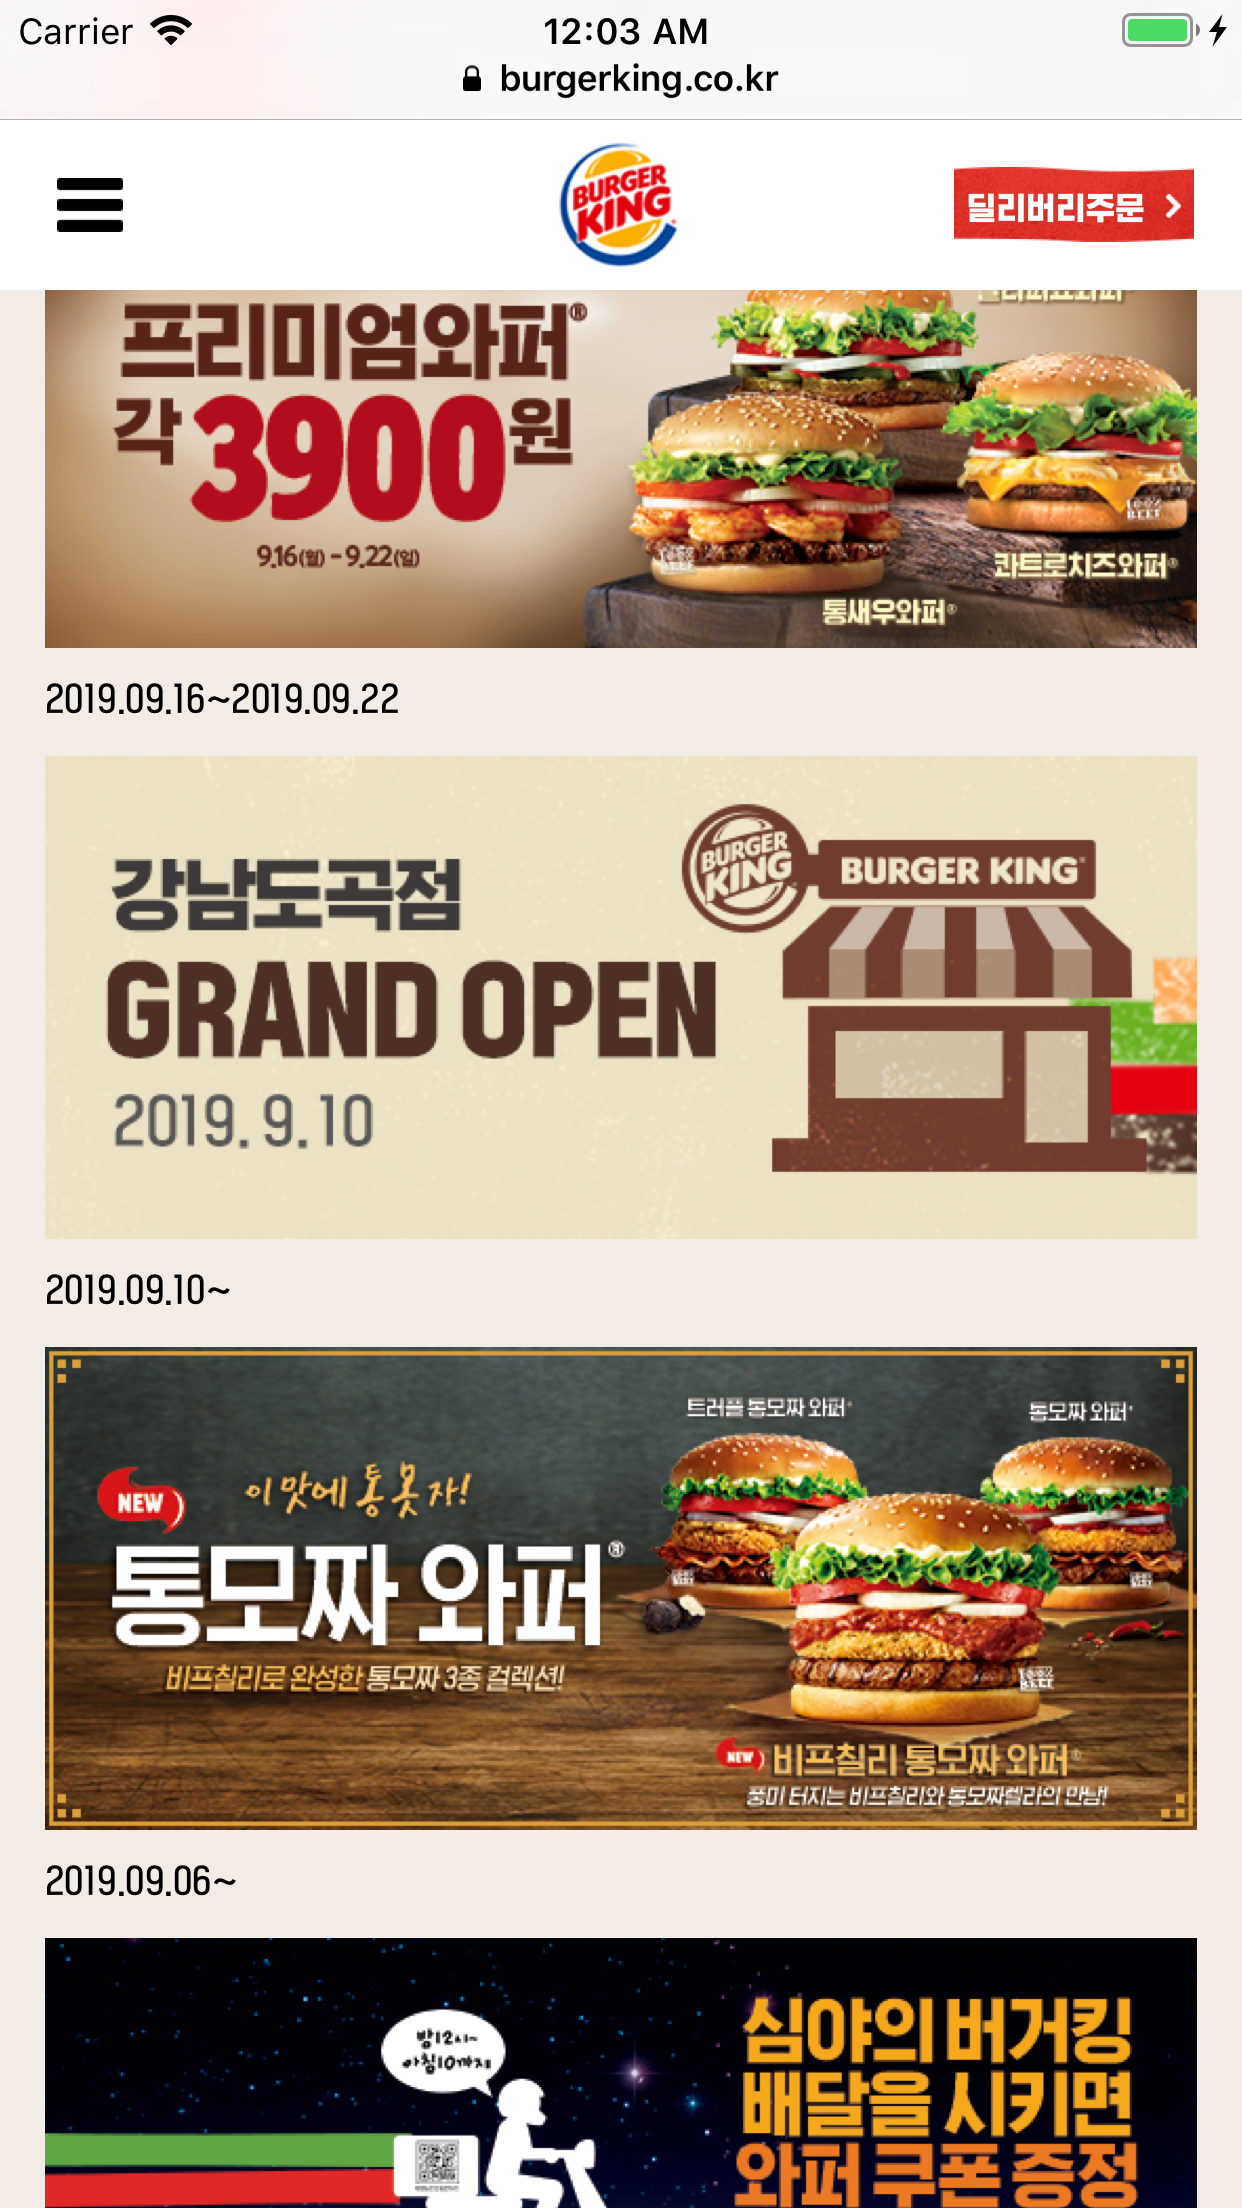 Carrier
12:03 AM
burgerking.co.kr
BURGER
KING
딜리버리주문
프리미엄와퍼®
각 3900원
9.16(월) - 9.22(일)
100% BEEF
콰트로치즈와퍼®
통새우와퍼®
2019.09.16~2019.09.22
강남도곡점
GRAND OPEN
2019. 9. 10
BURGER
KING
BURGER KING
2019.09.10~
트러플 통모짜 와퍼
통모짜 와퍼
NEW
이 맛에 통 못 자!
통모짜 와퍼®
비프칠리로 완성한 통모짜 3종 컬렉션!
100% BEEF
NEW 비프칠리 통모짜 와퍼®
풍미 터지는 비프칠리와 통모짜렐라의 만남!
2019.09.06~
밤12시~
아침10까지
심야의 버거킹
배달을 시키면
와퍼 쿠폰 증정